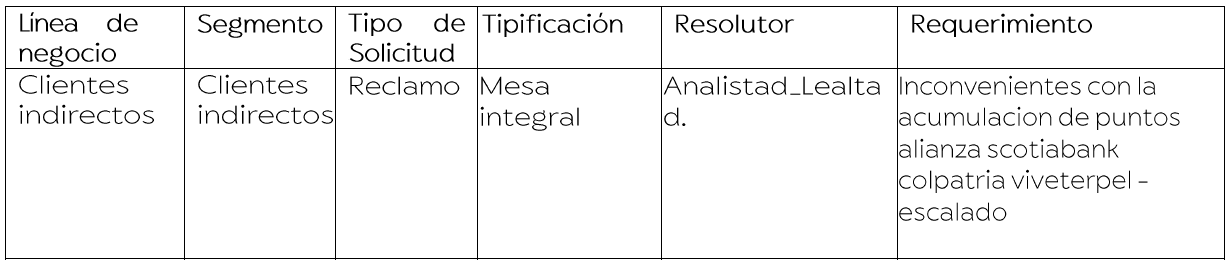 Línea de negocio
Segmento
Tipo de Solicitud
Tipificación
Resolutor
Requerimiento
Clientes indirectos
Clientes indirectos
Reclamo
Mesa integral
Analistad_Lealta
d.
Inconvenientes con la
acumulacion de puntos
alianza scotiabank
colpatria viveterpel -
escalado